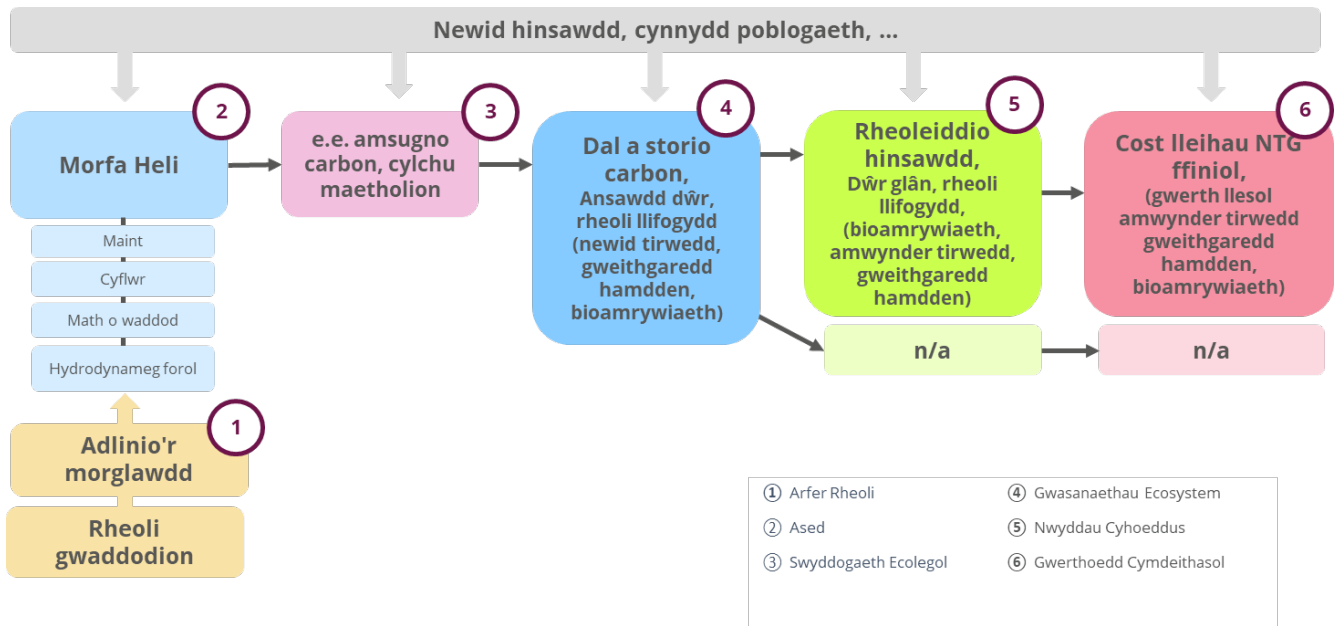 Newid hinsawdd, cynnydd poblogaeth, ...
2
Morfa Heli
Maint
Cyflwr
Math o waddod
Hydrodynameg forol
1
Adlinio'r
morglawdd
Rheoli
gwaddodion
3
e.e. amsugno
carbon, cylchu
maetholion
4
Dal a storio
carbon,
Ansawdd dŵr,
rheoli llifogydd
(newid tirwedd,
gweithgaredd
hamdden,
bioamrywiaeth)
5
Rheoleiddio
hinsawdd,
Dŵr glân, rheoli
llifogydd,
(bioamrywiaeth,
amwynder tirwedd,
gweithgaredd
hamdden)
n/a
6
Cost lleihau NTG
ffiniol,
(gwerth llesol
amwynder tirwedd
gweithgaredd
hamdden,
bioamrywiaeth)
n/a
① Arfer Rheoli
② Ased
③ Swyddogaeth Ecolegol
④ Gwasanaethau Ecosystem
⑤ Nwyddau Cyhoeddus
⑥ Gwerthoedd Cymdeithasol